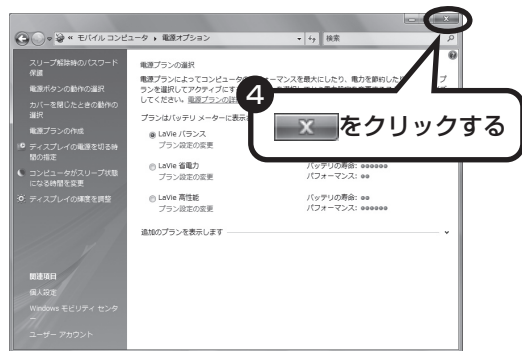 « モバイル コンピュータ ▸ 電源オプション
検索
スリープ解除時のパスワード
保護
電源ボタンの動作の選択
カバーを閉じたときの動作の
選択
電源プランの作成
ディスプレイの電源を切る時
間の指定
コンピュータがスリープ状態
になる時間を変更
ディスプレイの輝度を調整
関連項目
個人設定
Windows モビリティ センタ
ー
ユーザー アカウント
電源プランの選択
電源プランによってコンピュータの
ーマンスを最大にしたり、電力を節約した
プ
ランを選択してアクティブにす
してください。電源プランの詳
プランはバッテリ メーターに表示
LaVie バランス
プラン設定の変更
LaVie 省電力
バッテリの寿命:
プラン設定の変更
パフォーマンス:
LaVie 高性能
バッテリの寿命:
プラン設定の変更
パフォーマンス:
追加のプランを表示します
4
X をクリックする